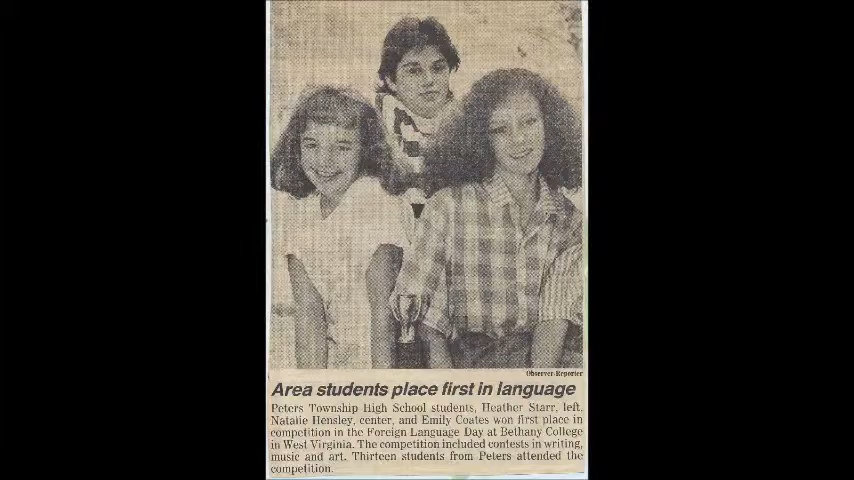 Observer-Reporter
Area students place first in language
Peters Township High School students, Heather Starr, left,
Natalie Hensley, center, and Emily Coates won first place in
competition in the Foreign Language Day at Bethany College
in West Virginia. The competition included contests in writing,
music and art. Thirteen students from Peters attended the
competition.